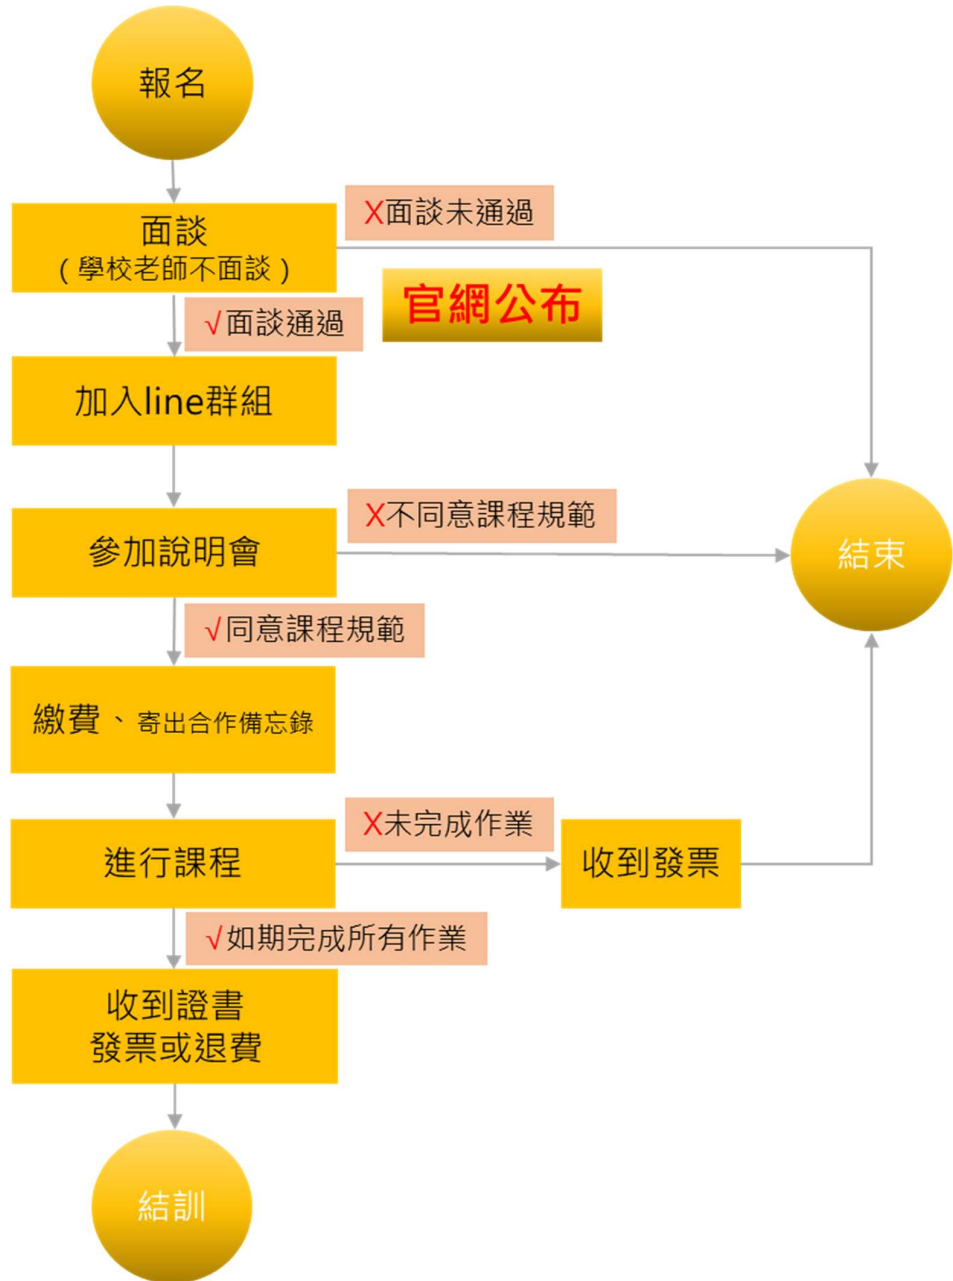 報名
面談
(學校老師不面談)
X面談未通過
官網公布
√面談通過
加入line群組
參加說明會
X不同意課程規範
結束
√同意課程規範
繳費、寄出合作備忘錄
進行課程
X未完成作業
收到發票
√如期完成所有作業
收到證書
發票或退費
結訓